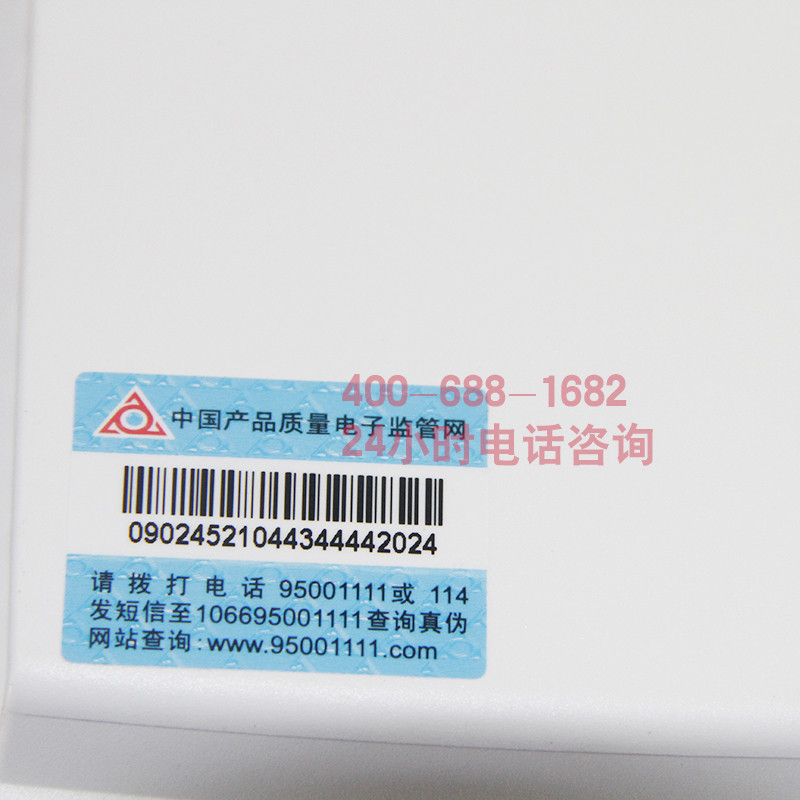 400-688-1682
24小时电话咨询
中国产品质量电子监管网
09024521044344442024
请拨打电话 95001111或 114
发短信至106695001111查询真伪
网站查询:www.95001111.com